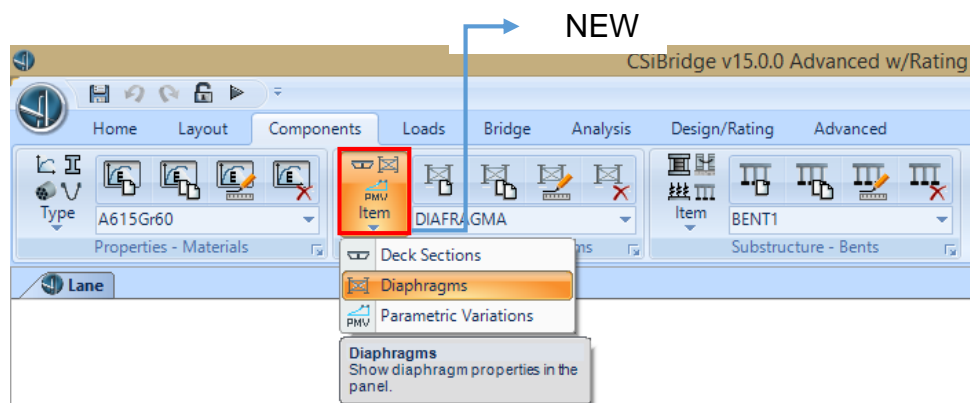 NEW
CSiBridge v15.0.0 Advanced w/Rating
Home Layout Components Loads Bridge Analysis Design/Rating Advanced
PMV
Type Item Item
A615Gr60 DIAFRAGMA BENT1
Properties - Materials ms Substructure - Bents
Deck Sections
Lane
Diaphragms
PMV Parametric Variations
Diaphragms
Show diaphragm properties in the
panel.